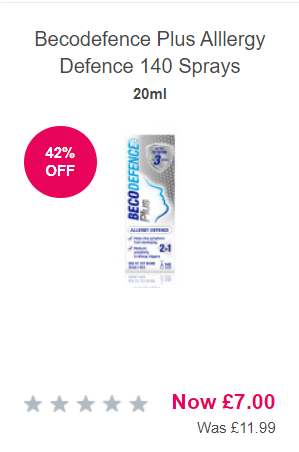 Becodefence Plus Alllergy
Defence 140 Sprays
20ml
42%
OFF
BECODEFENCE
Plus
3
ALLERGY DEFENCE
2in1
Now £7.00
Was £11.99